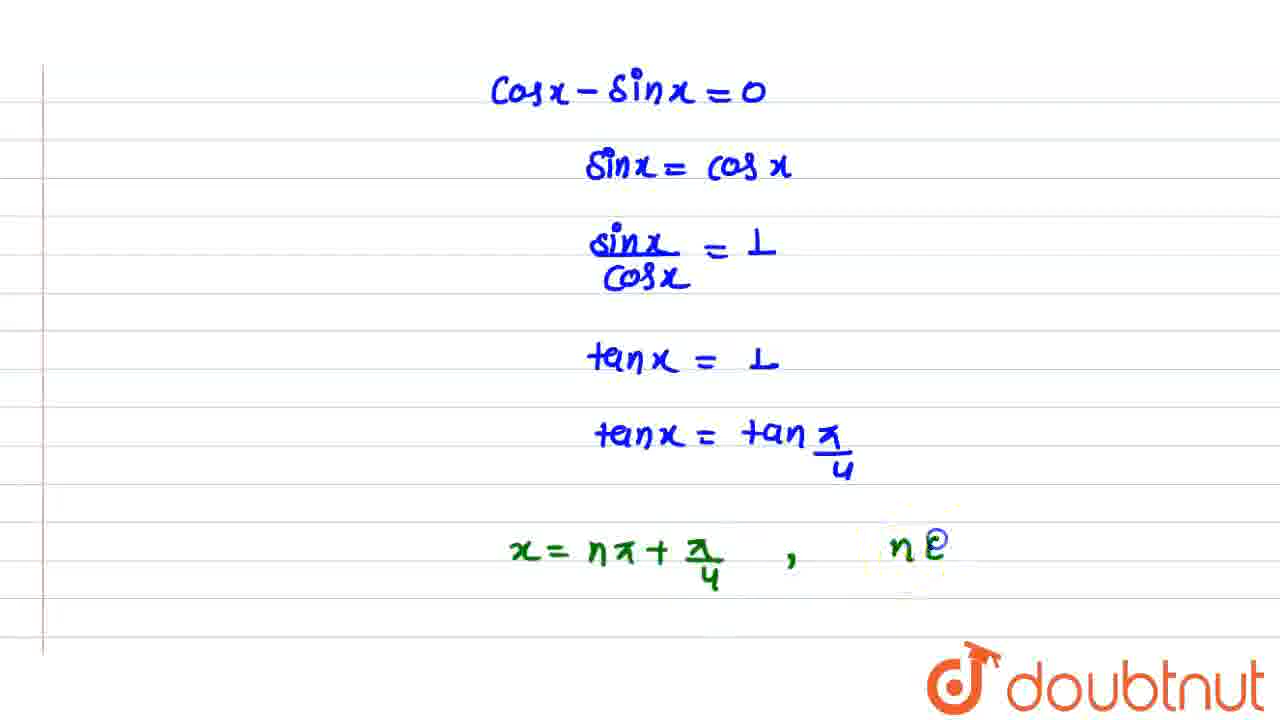 cosx - sinx = 0
sinx = cos x
sinx/cosx = 1
tanx = 1
tanx = tan π/4
x = nπ + π/4 , n ∈
doubtnut